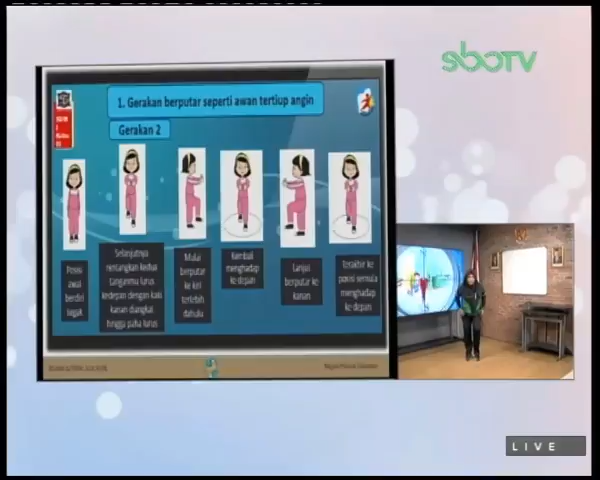 sboTV
1. Gerakan berputar seperti awan tertiup angin
Gerakan 2
Posisi
awal
berdiri
tegak
Selanjutnya
rentangkan kedua
tanganmu lurus
kedepan dengan kaki
kanan diangkat
hingga paha lurus
Mulai
berputar
ke kiri
terlebih
dahulu
Kembali
menghadap
ke depan
Lanjut
berputar ke
kanan
Terakhir ke
posisi semula
menghadap
ke depan
LIVE